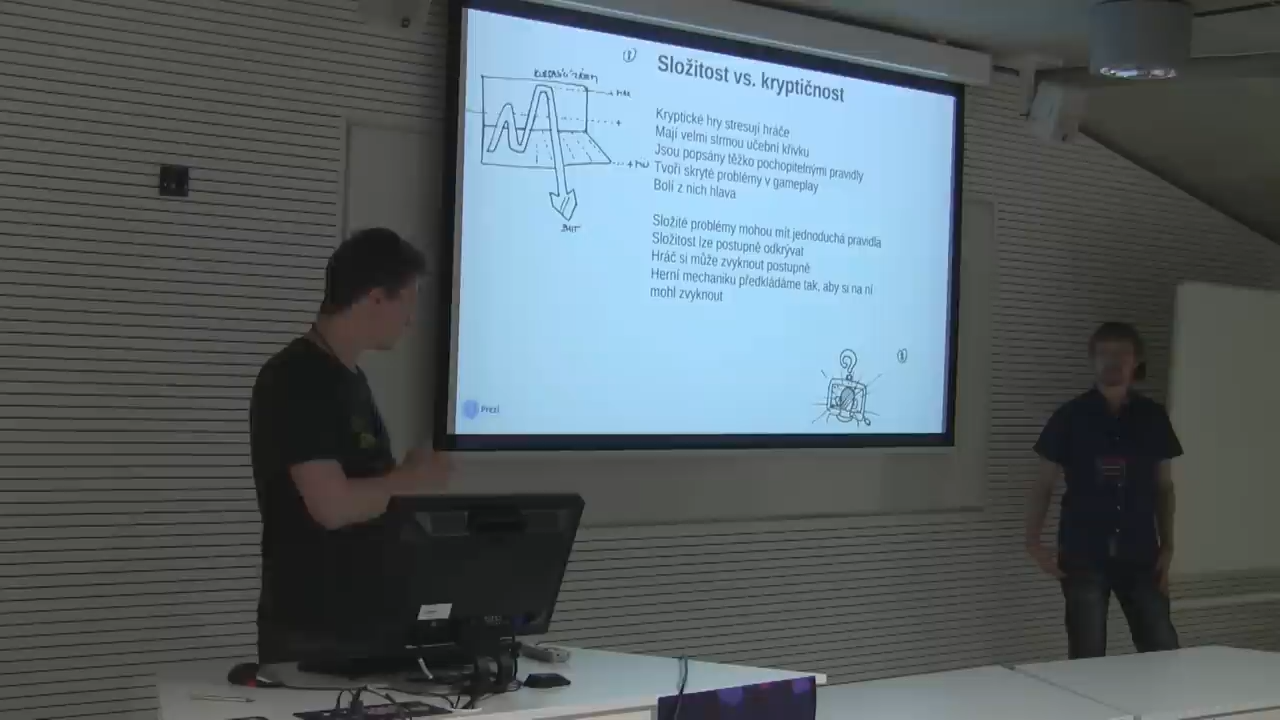 Složitost vs. kryptičnost
Kryptické hry stresují hráče
Mají velmi strmou učební křivku
Jsou popsány těžko pochopitelnými pravidly
Tvoří skryté problémy v gameplay
Bolí z nich hlava
Složité problémy mohou mít jednoduchá pravidla
Složitost lze postupně odkrývat
Hráč si může zvyknout postupně
Herní mechaniku předkládáme tak, aby si na ní
mohl zvyknout
Prezi